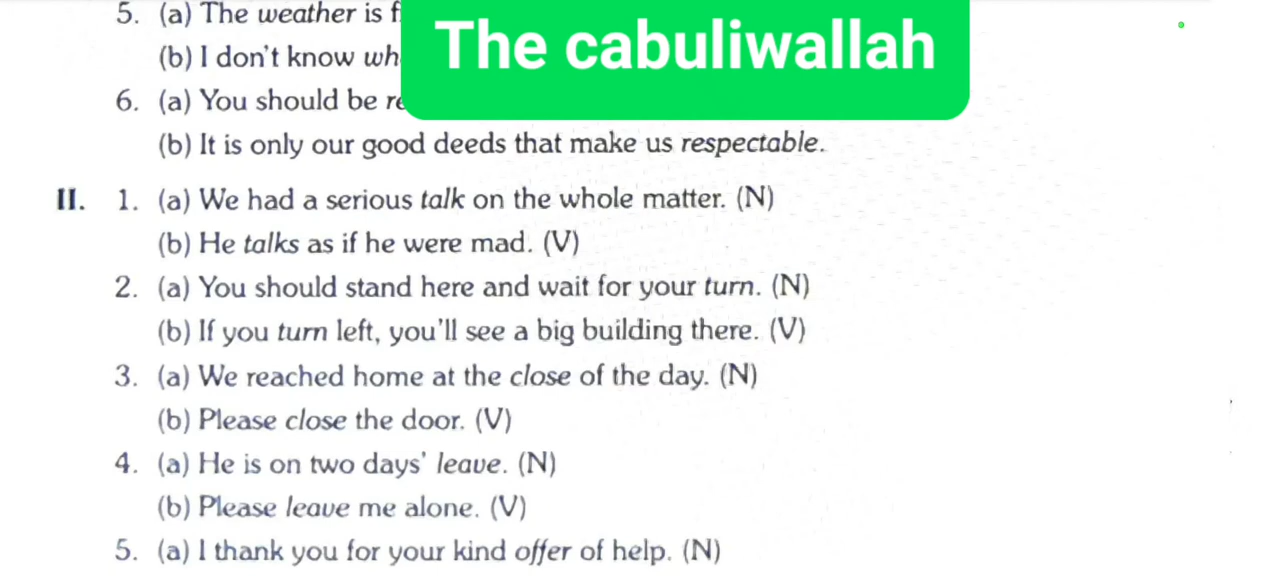 5. (a) The weather is
The cabuliwallah
(b) I don't know
6. (a) You should be
(b) It is only our good deeds that make us respectable.
II. 1. (a) We had a serious talk on the whole matter. (N)
(b) He talks as if he were mad. (V)
2. (a) You should stand here and wait for your turn. (N)
(b) If you turn left, you'll see a big building there. (V)
3. (a) We reached home at the close of the day. (N)
(b) Please close the door. (V)
4. (a) He is on two days' leave. (N)
(b) Please leave me alone. (V)
5. (a) I thank you for your kind offer of help. (N)